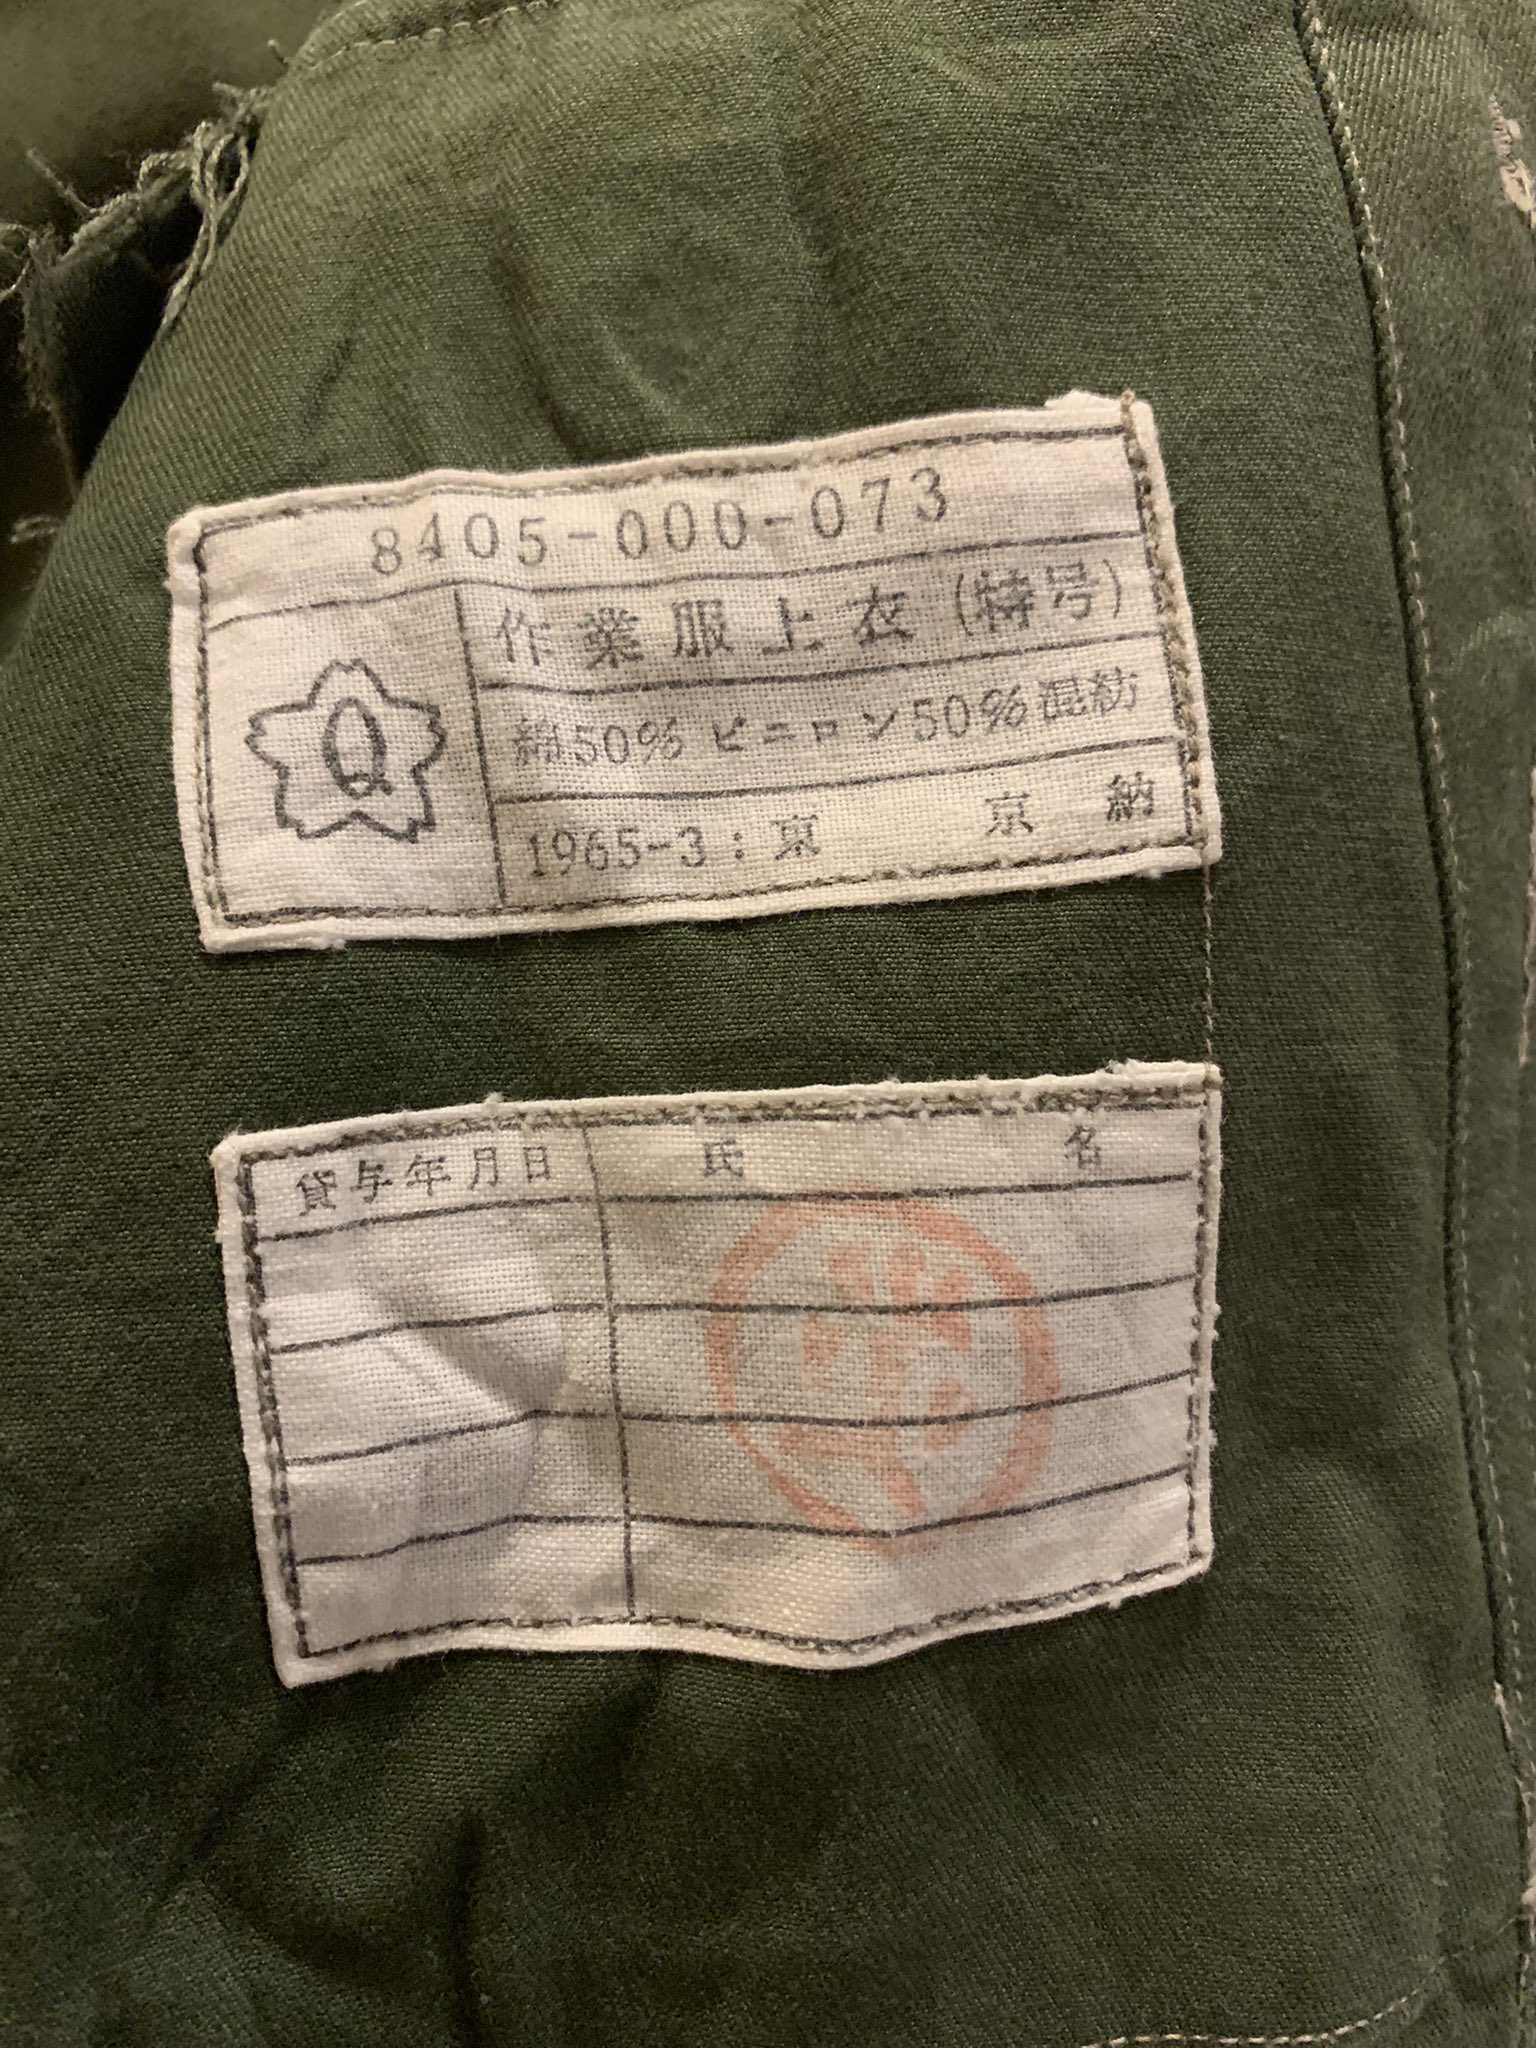 8405-000-073
作業服上衣(特号)
Q
綿50% ビニロン50%混紡
1965-3:東京納
貸与年月日 氏名